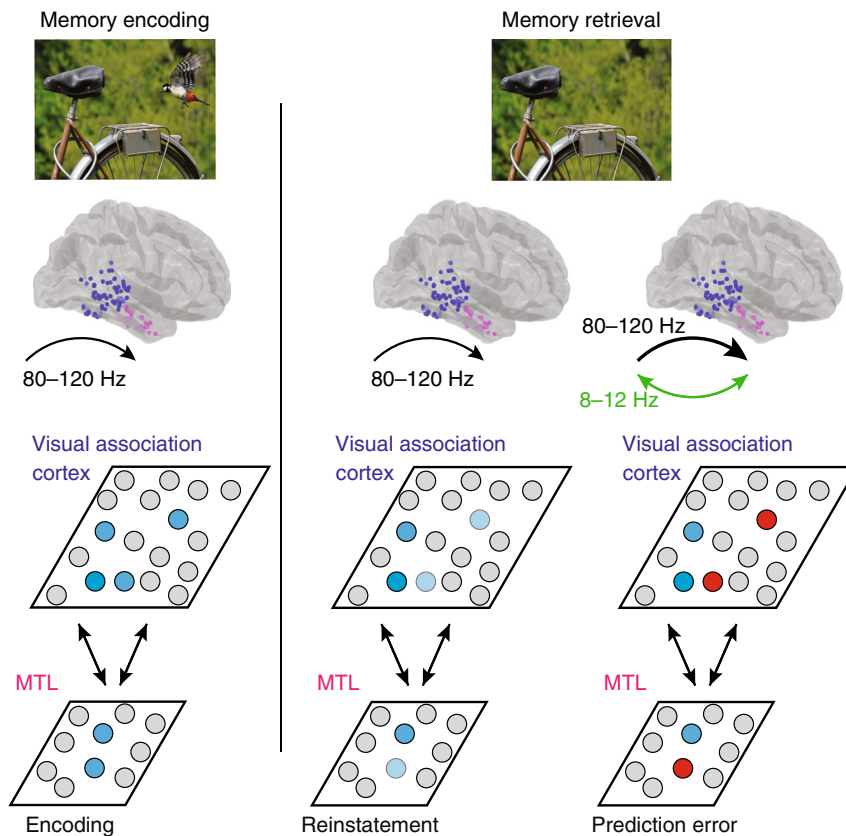 Memory encoding
Memory retrieval
80–120 Hz
80–120 Hz
80–120 Hz
8–12 Hz
Visual association
cortex
Visual association
cortex
Visual association
cortex
MTL
MTL
MTL
Encoding
Reinstatement
Prediction error